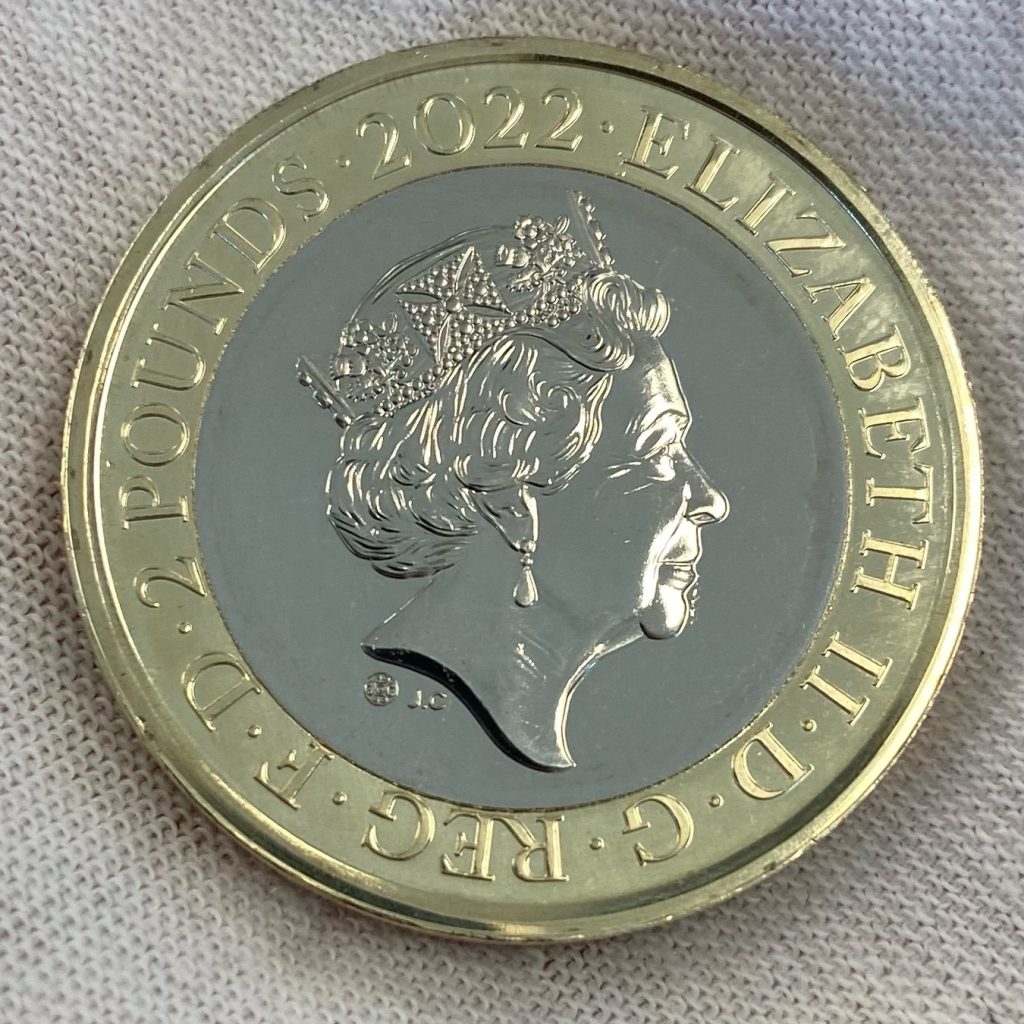 ELIZABETH II · D · G · REG · F · D · 2 POUNDS · 2022 ·
J.C